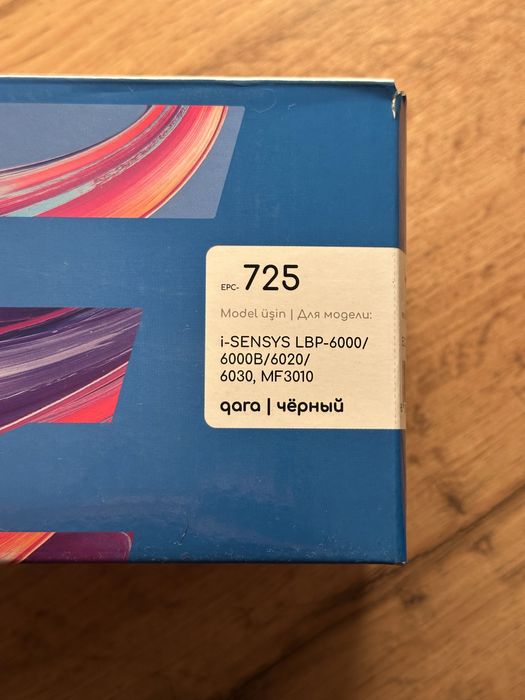 EPC-725
Model üşin | Для модели:
i-SENSYS LBP-6000/
6000B/6020/
6030, MF3010
qara | чёрный